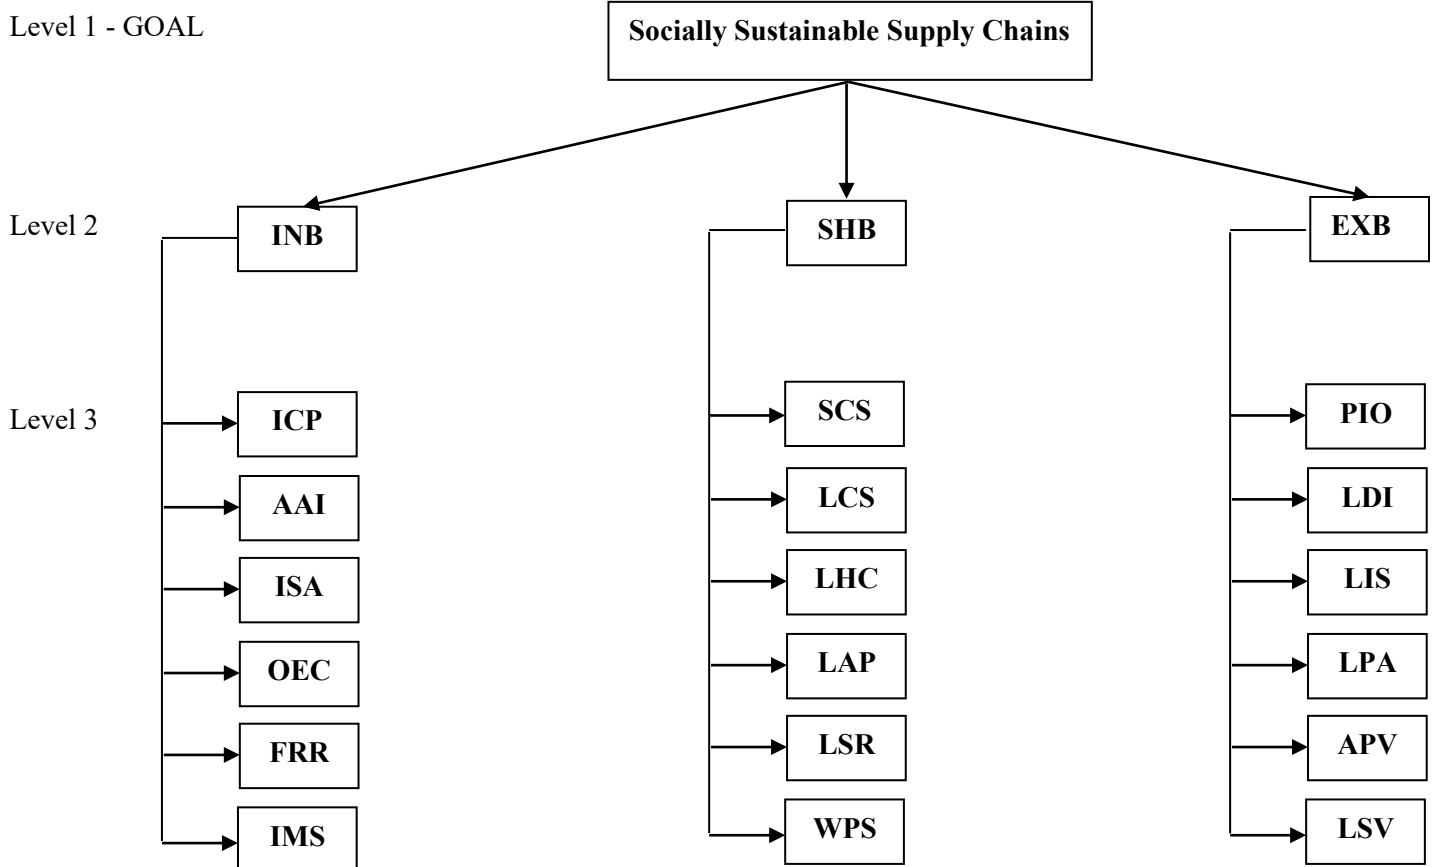 Level 1 - GOAL
Socially Sustainable Supply Chains
Level 2
INB
SHB
EXB
Level 3
ICP
SCS
PIO
AAI
LCS
LDI
ISA
LHC
LIS
OEC
LAP
LPA
FRR
LSR
APV
IMS
WPS
LSV